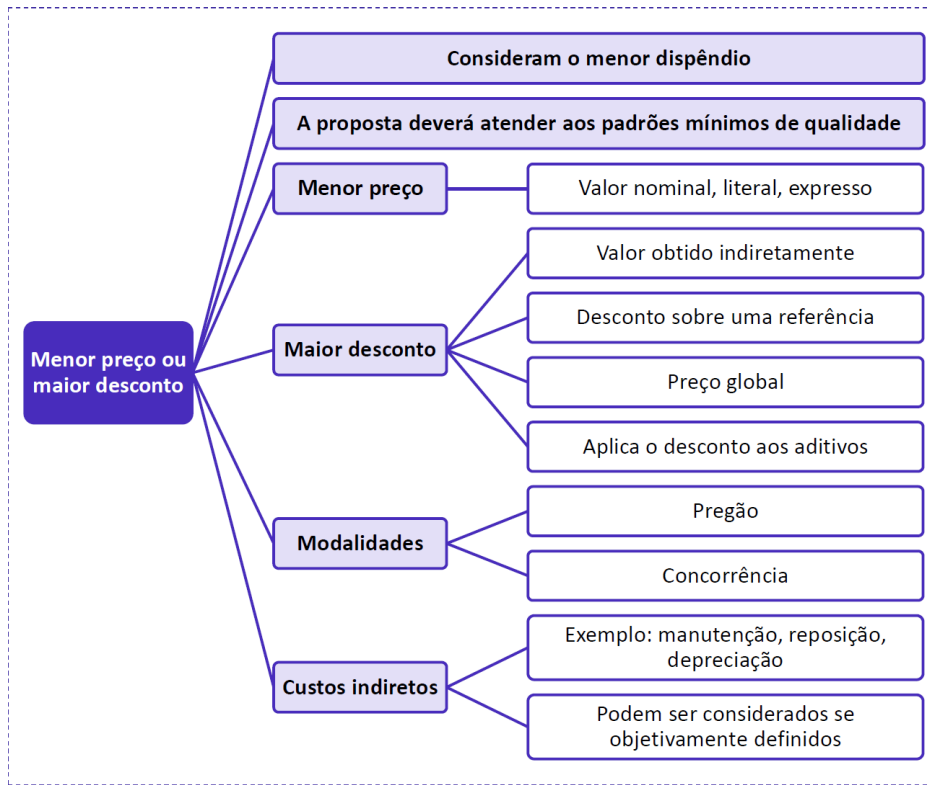 Consideram o menor dispêndio
A proposta deverá atender aos padrões mínimos de qualidade
Menor preço
Valor nominal, literal, expresso
Valor obtido indiretamente
Desconto sobre uma referência
Menor preço ou
maior desconto
Maior desconto
Preço global
Aplica o desconto aos aditivos
Modalidades
Pregão
Concorrência
Custos indiretos
Exemplo: manutenção, reposição,
depreciação
Podem ser considerados se
objetivamente definidos